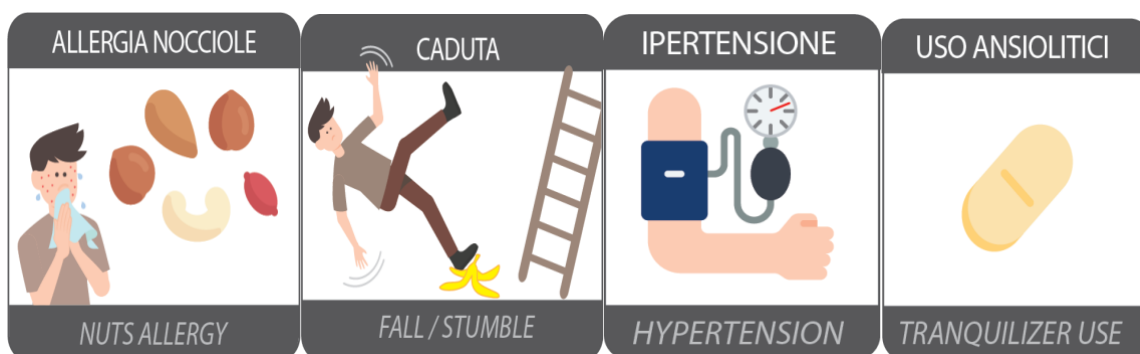 ALLERGIA NOCCIOLE
NUTS ALLERGY
CADUTA
FALL / STUMBLE
IPERTENSIONE
HYPERTENSION
USO ANSIOLITICI
TRANQUILIZER USE